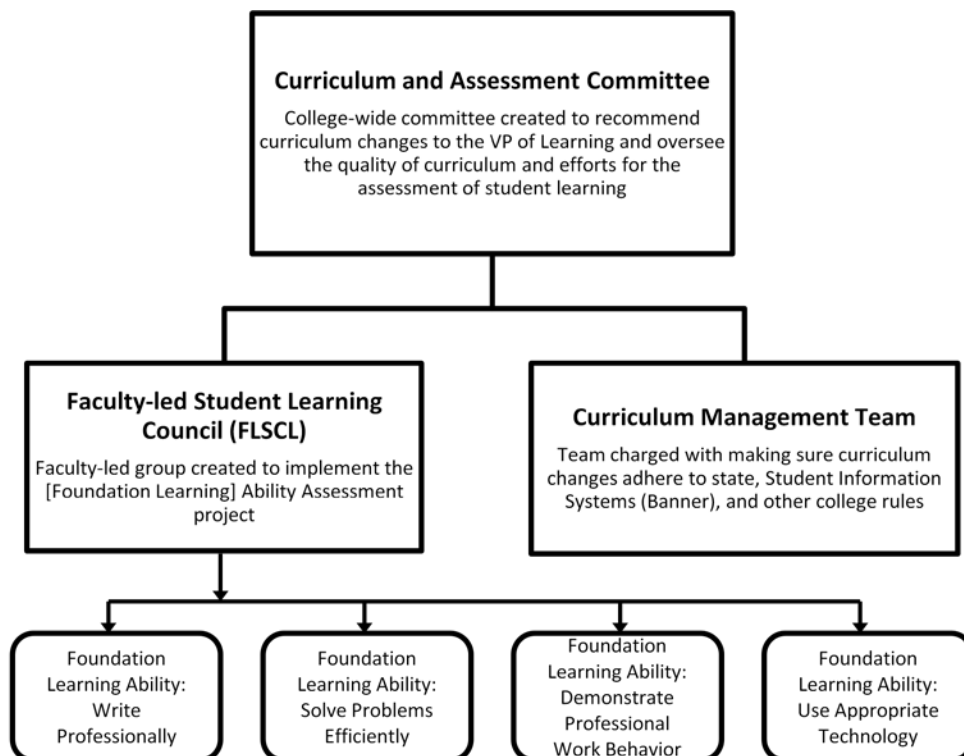 Curriculum and Assessment Committee
College-wide committee created to recommend
curriculum changes to the VP of Learning and oversee
the quality of curriculum and efforts for the
assessment of student learning
Faculty-led Student Learning
Council (FLSCL)
Faculty-led group created to implement the
[Foundation Learning] Ability Assessment
project
Curriculum Management Team
Team charged with making sure curriculum
changes adhere to state, Student Information
Systems (Banner), and other college rules
Foundation
Learning Ability:
Write
Professionally
Foundation
Learning Ability:
Solve Problems
Efficiently
Foundation
Learning Ability:
Demonstrate
Professional
Work Behavior
Foundation
Learning Ability:
Use Appropriate
Technology